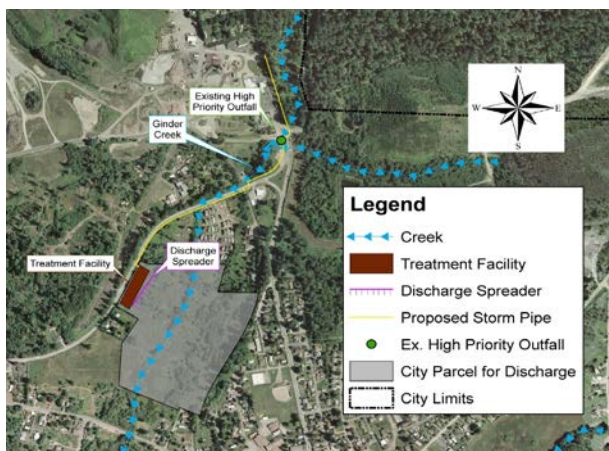 N
W
E
S
Existing High
Priority Outfall
Ginder
Creek
Treatment Facility
Discharge
Spreader
Legend
Creek
Treatment Facility
Discharge Spreader
Proposed Storm Pipe
Ex. High Priority Outfall
City Parcel for Discharge
City Limits